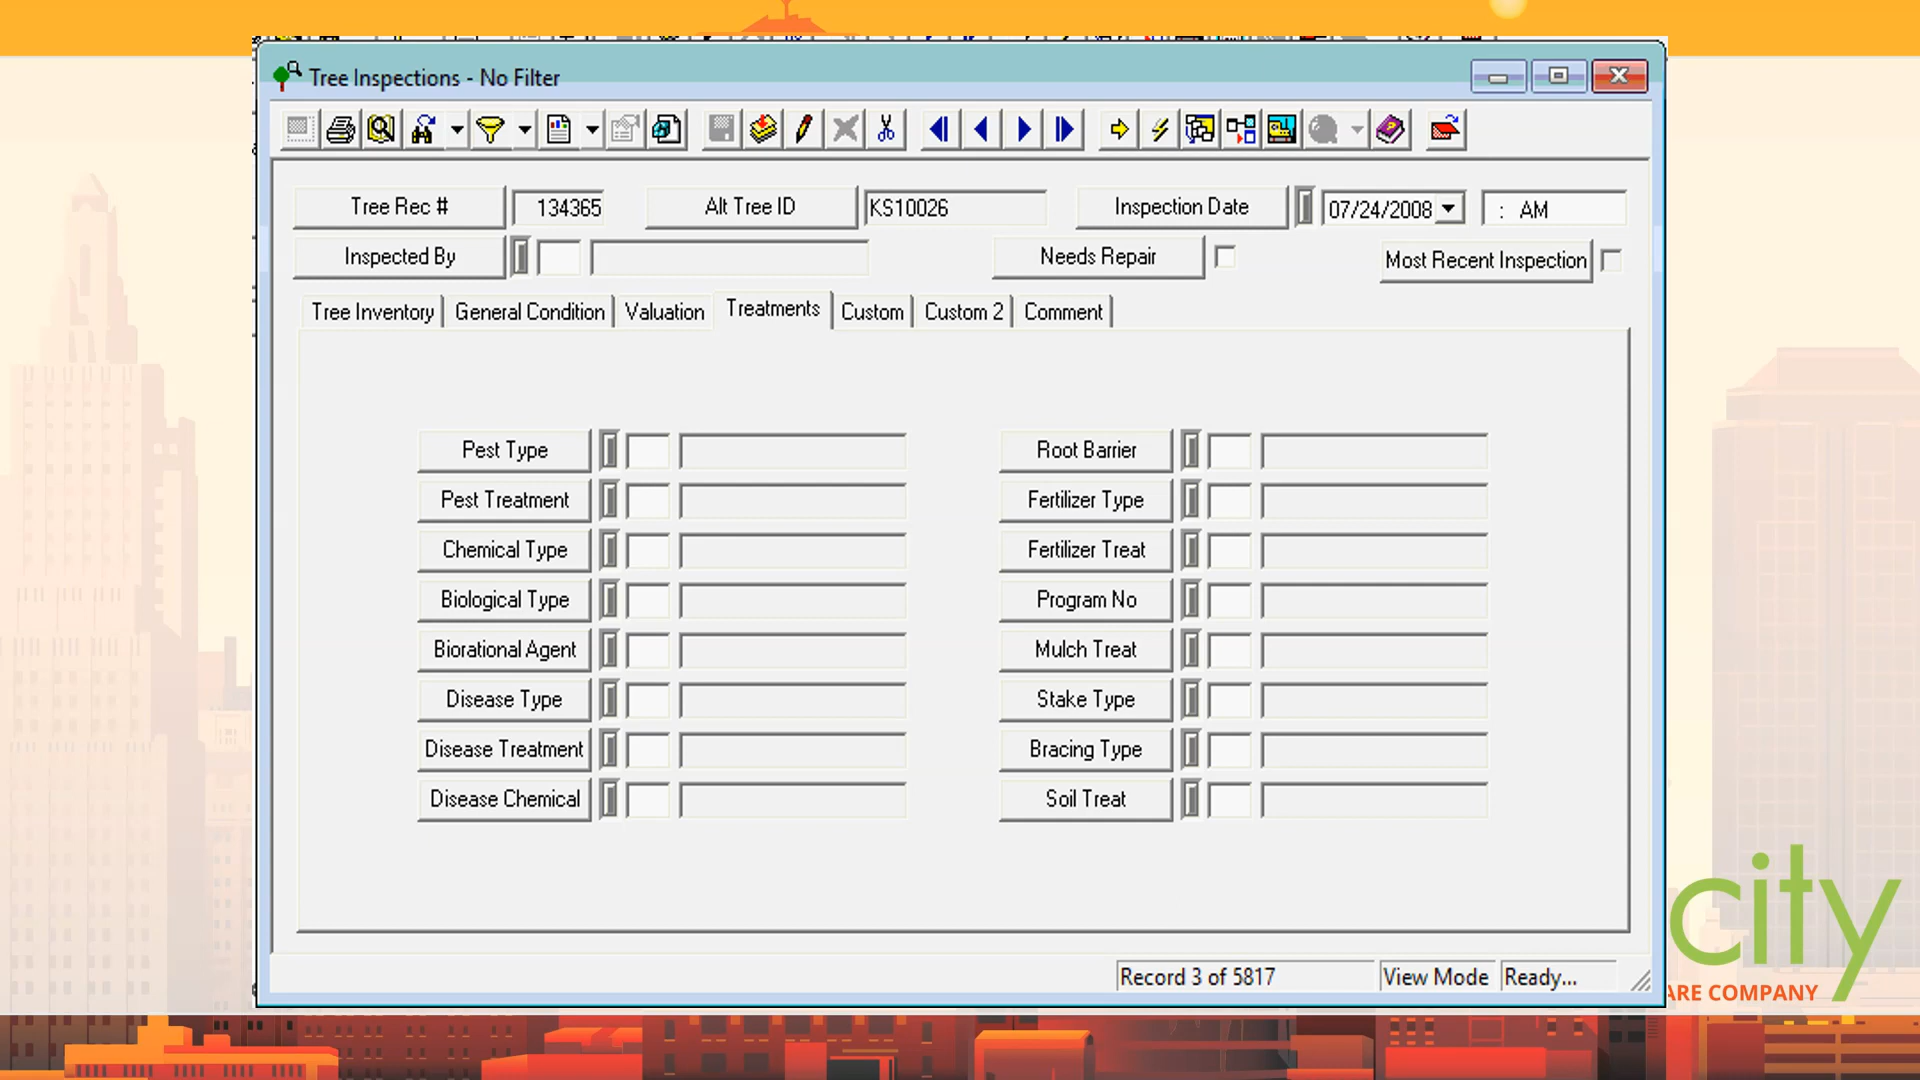 Tree Inspections - No Filter
Tree Rec # 134365 Alt Tree ID KS10026 Inspection Date 07/24/2008 : AM
Inspected By Needs Repair Most Recent Inspection
Tree Inventory General Condition Valuation Treatments Custom Custom 2 Comment
Pest Type Root Barrier
Pest Treatment Fertilizer Type
Chemical Type Fertilizer Treat
Biological Type Program No
Biorational Agent Mulch Treat
Disease Type Stake Type
Disease Treatment Bracing Type
Disease Chemical Soil Treat
Record 3 of 5817 View Mode Ready...
city
ARE COMPANY